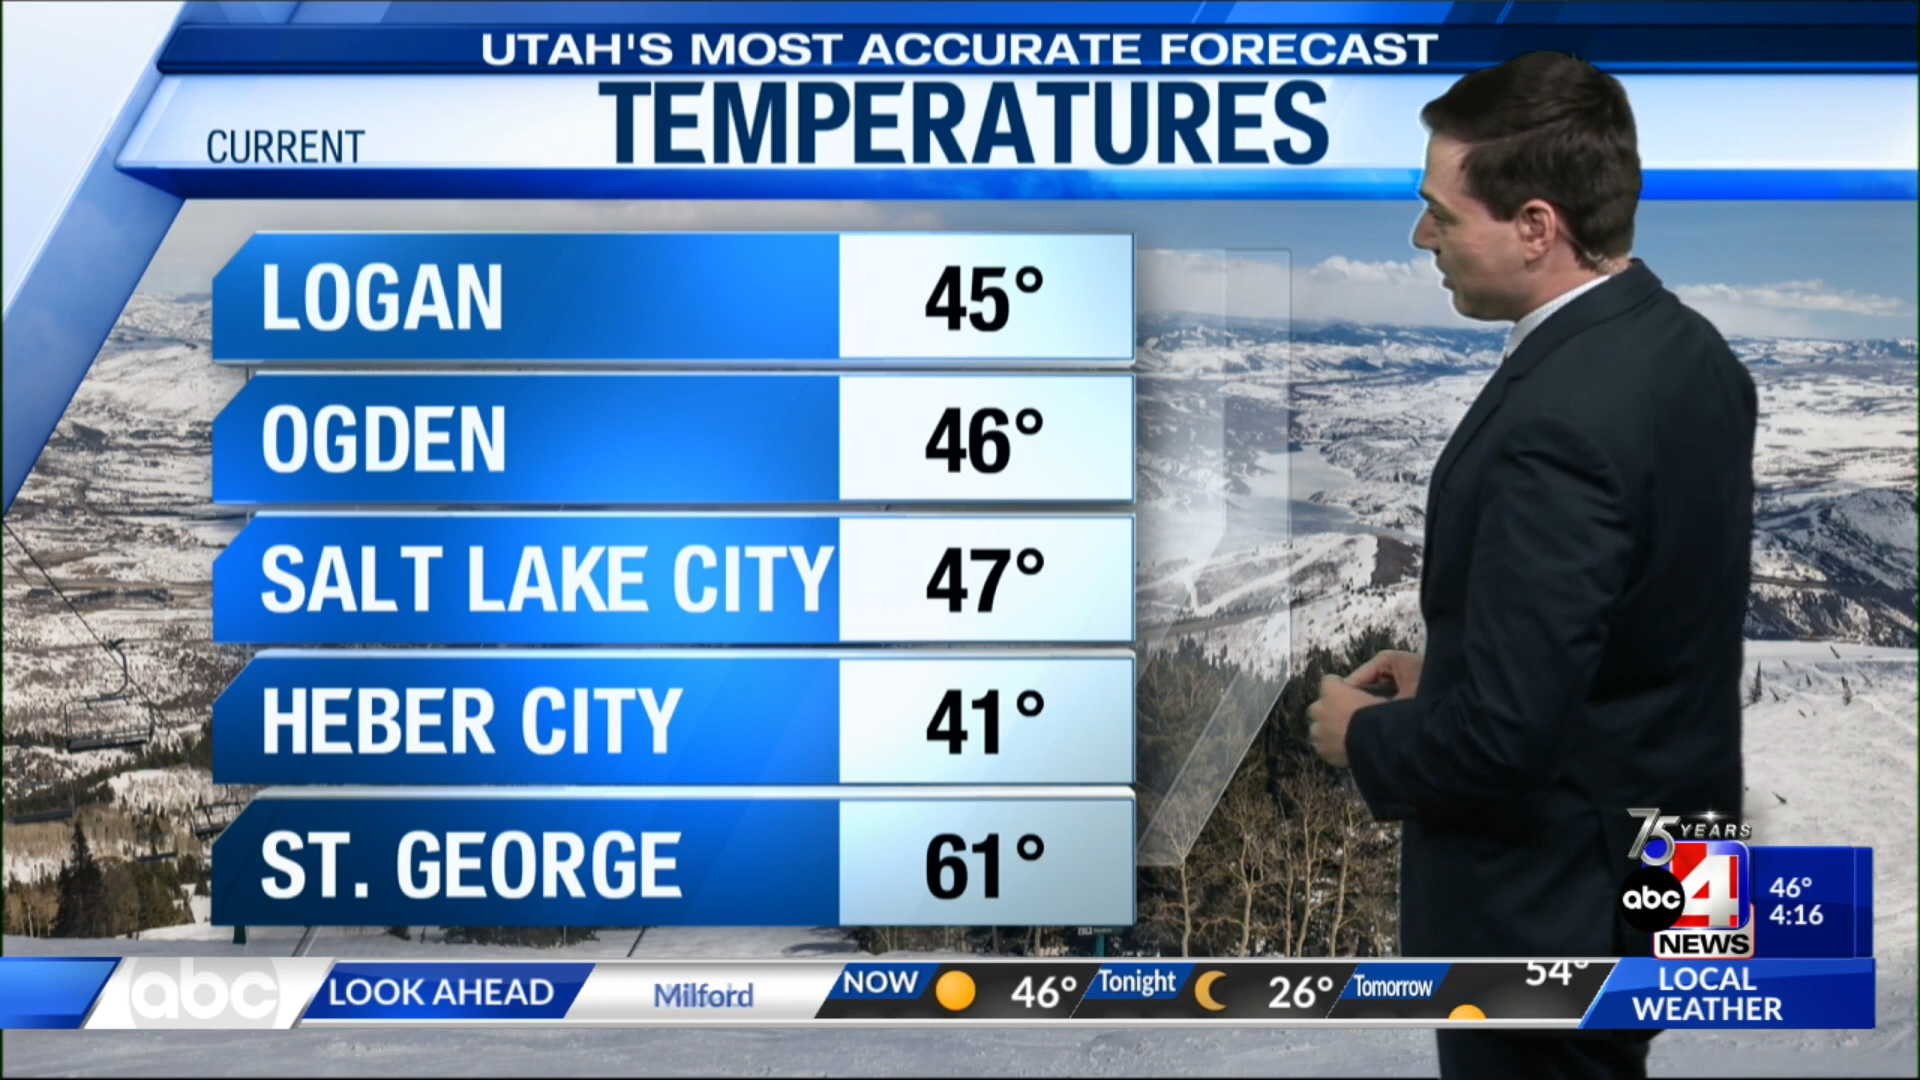 UTAH'S MOST ACCURATE FORECAST
CURRENT
TEMPERATURES
LOGAN 45°
OGDEN 46°
SALT LAKE CITY 47°
HEBER CITY 41°
ST. GEORGE 61°
75 YEARS
abc 4
NEWS
46°
4:16
abc
LOOK AHEAD
Milford
NOW 46°
Tonight 26°
Tomorrow 54°
LOCAL
WEATHER